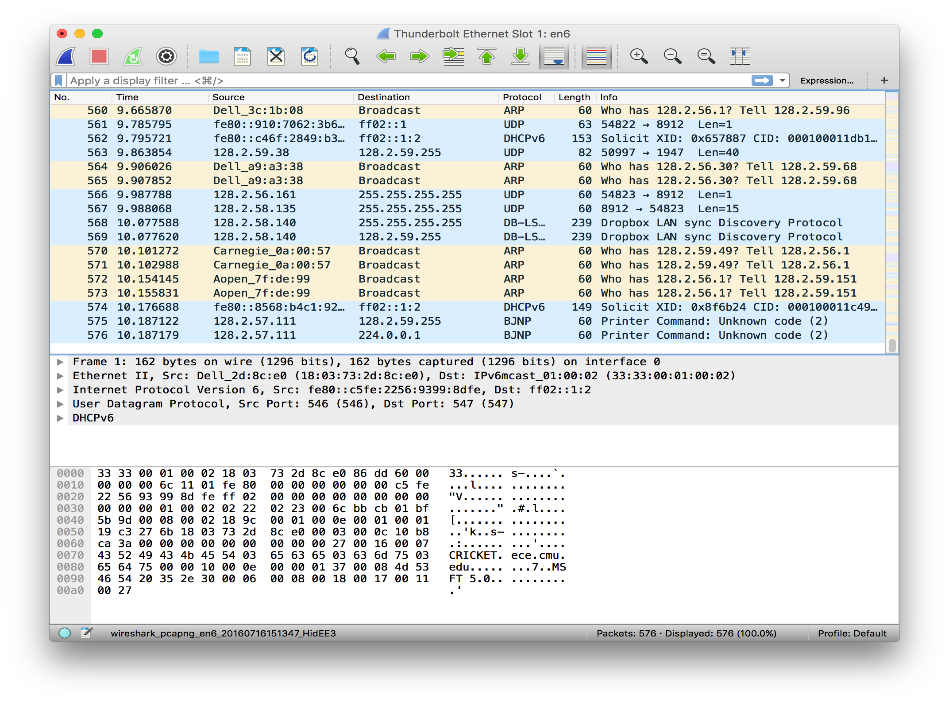 Thunderbolt Ethernet Slot 1: en6
Apply a display filter ... <⌘/> Expression... +
No. Time Source Destination Protocol Length Info
560 9.665870 Dell_3c:1b:08 Broadcast ARP 60 Who has 128.2.56.1? Tell 128.2.59.96
561 9.785795 fe80::910:7062:3b6… ff02::1 UDP 63 54822 → 8912 Len=1
562 9.795721 fe80::c46f:2849:b3… ff02::1:2 DHCPv6 153 Solicit XID: 0x657887 CID: 000100011db1…
563 9.863854 128.2.59.38 128.2.59.255 UDP 82 50997 → 1947 Len=40
564 9.906026 Dell_a9:a3:38 Broadcast ARP 60 Who has 128.2.56.30? Tell 128.2.59.68
565 9.907852 Dell_a9:a3:38 Broadcast ARP 60 Who has 128.2.56.30? Tell 128.2.59.68
566 9.987788 128.2.56.161 255.255.255.255 UDP 60 54823 → 8912 Len=1
567 9.988068 128.2.58.135 255.255.255.255 UDP 60 8912 → 54823 Len=15
568 10.077588 128.2.58.140 255.255.255.255 DB-LS… 239 Dropbox LAN sync Discovery Protocol
569 10.077620 128.2.58.140 128.2.59.255 DB-LS… 239 Dropbox LAN sync Discovery Protocol
570 10.101272 Carnegie_0a:00:57 Broadcast ARP 60 Who has 128.2.59.49? Tell 128.2.56.1
571 10.102988 Carnegie_0a:00:57 Broadcast ARP 60 Who has 128.2.59.49? Tell 128.2.56.1
572 10.154145 Aopen_7f:de:99 Broadcast ARP 60 Who has 128.2.56.1? Tell 128.2.59.151
573 10.155831 Aopen_7f:de:99 Broadcast ARP 60 Who has 128.2.56.1? Tell 128.2.59.151
574 10.176688 fe80::8568:b4c1:92… ff02::1:2 DHCPv6 149 Solicit XID: 0x8f6b24 CID: 000100011c49…
575 10.187122 128.2.57.111 128.2.59.255 BJNP 60 Printer Command: Unknown code (2)
576 10.187179 128.2.57.111 224.0.0.1 BJNP 60 Printer Command: Unknown code (2)
Frame 1: 162 bytes on wire (1296 bits), 162 bytes captured (1296 bits) on interface 0
Ethernet II, Src: Dell_2d:8c:e0 (18:03:73:2d:8c:e0), Dst: IPv6mcast_01:00:02 (33:33:00:01:00:02)
Internet Protocol Version 6, Src: fe80::c5fe:2256:9399:8dfe, Dst: ff02::1:2
User Datagram Protocol, Src Port: 546 (546), Dst Port: 547 (547)
DHCPv6
0000 33 33 00 01 00 02 18 03 73 2d 8c e0 86 dd 60 00 33...... s-....`.
0010 00 00 00 6c 11 01 fe 80 00 00 00 00 00 00 c5 fe ...l.... ........
0020 22 56 93 99 8d fe ff 02 00 00 00 00 00 00 00 00 "V...... ........
0030 00 00 00 01 00 02 02 22 02 23 00 6c bb cb 01 bf ......." .#.l....
0040 5b 9d 00 08 00 02 18 9c 00 01 00 0e 00 01 00 01 [....... ........
0050 19 c3 27 6b 18 03 73 2d 8c e0 00 03 00 0c 10 b8 ..'k..s- ........
0060 ca 3a 00 00 00 00 00 00 00 00 00 27 00 16 00 07 .:...... ...'....
0070 43 52 49 43 4b 45 54 03 65 63 65 03 63 6d 75 03 CRICKET. ece.cmu.
0080 65 64 75 00 00 10 00 0e 00 00 01 37 00 08 4d 53 edu..... ...7..MS
0090 46 54 20 35 2e 30 00 06 00 08 00 18 00 17 00 11 FT 5.0.. ........
00a0 00 27 .'
wireshark_pcapng_en6_20160716151347_HidEE3 Packets: 576 · Displayed: 576 (100.0%) Profile: Default